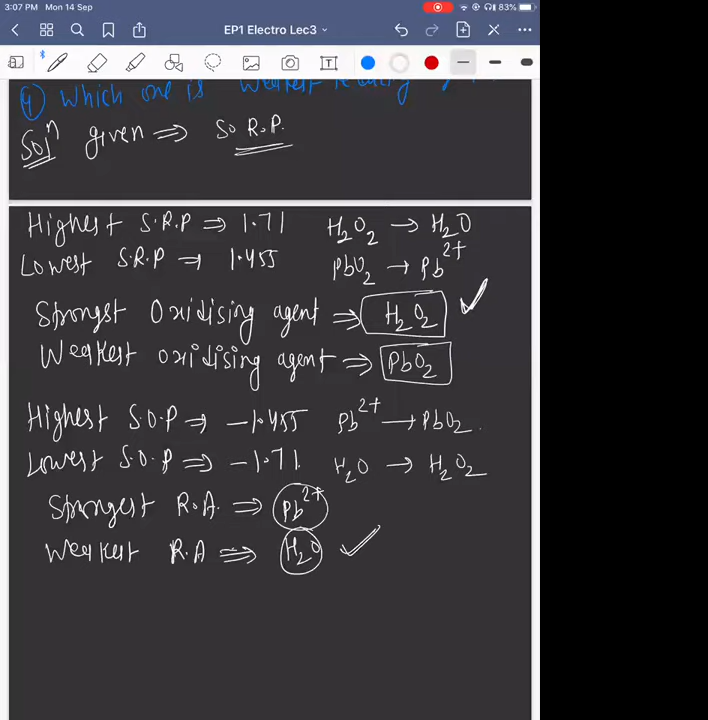 3:07 PM Mon 14 Sep
83%
EP1 Electro Lec3
T
④ Which one is Weakest reducing
Solⁿ given ⇒ S.R.P.
Highest S.R.P ⇒ 1.71 H₂O₂ → H₂O
Lowest S.R.P ⇒ 1.455 PbO₂ → Pb²⁺
Strongest Oxidising agent ⇒ H₂O₂ ✓
Weakest oxidising agent ⇒ PbO₂
Highest S.O.P ⇒ –1.455 Pb²⁺ → PbO₂.
Lowest S.O.P ⇒ –1.71. H₂O → H₂O₂
Strongest R.A. ⇒ Pb²⁺
Weakest R.A ⇒ H₂O ✓